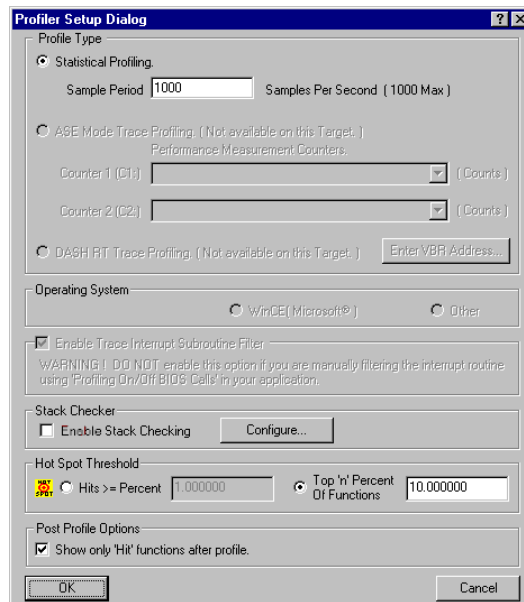 Profiler Setup Dialog
Profile Type
Statistical Profiling.
Sample Period 1000 Samples Per Second ( 1000 Max )
ASE Mode Trace Profiling. ( Not available on this Target. )
Performance Measurement Counters.
Counter 1 (C1:) ( Counts )
Counter 2 (C2:) ( Counts )
DASH RT Trace Profiling. ( Not available on this Target. ) Enter VBR Address...
Operating System
WinCE( Microsoft® ) Other
Enable Trace Interrupt Subroutine Filter
WARNING ! DO NOT enable this option if you are manually filtering the interrupt routine
using 'Profiling On/Off BIOS Calls' in your application.
Stack Checker
Enable Stack Checking Configure...
Hot Spot Threshold
HOT SPOT Hits >= Percent 1.000000 Top 'n' Percent Of Functions 10.000000
Post Profile Options
Show only 'Hit' functions after profile.
OK Cancel